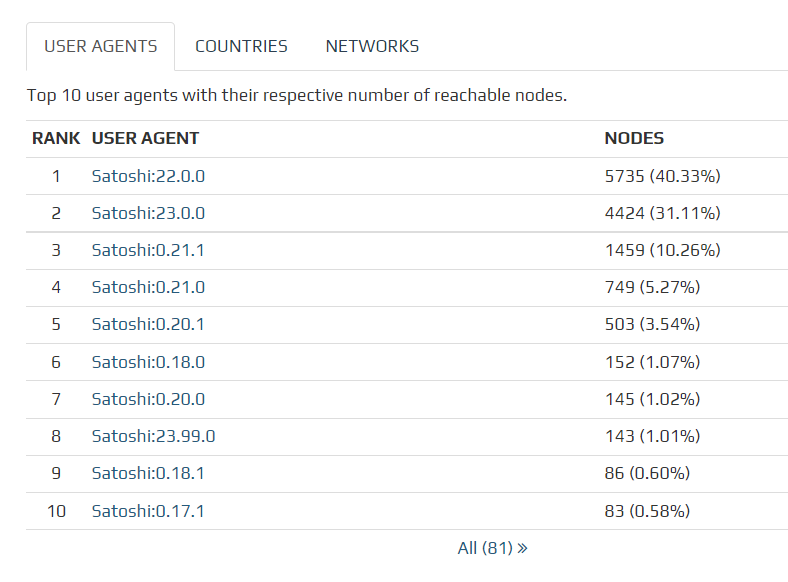 USER AGENTS COUNTRIES NETWORKS
Top 10 user agents with their respective number of reachable nodes.
RANK USER AGENT NODES
1 Satoshi:22.0.0 5735 (40.33%)
2 Satoshi:23.0.0 4424 (31.11%)
3 Satoshi:0.21.1 1459 (10.26%)
4 Satoshi:0.21.0 749 (5.27%)
5 Satoshi:0.20.1 503 (3.54%)
6 Satoshi:0.18.0 152 (1.07%)
7 Satoshi:0.20.0 145 (1.02%)
8 Satoshi:23.99.0 143 (1.01%)
9 Satoshi:0.18.1 86 (0.60%)
10 Satoshi:0.17.1 83 (0.58%)
All (81) »